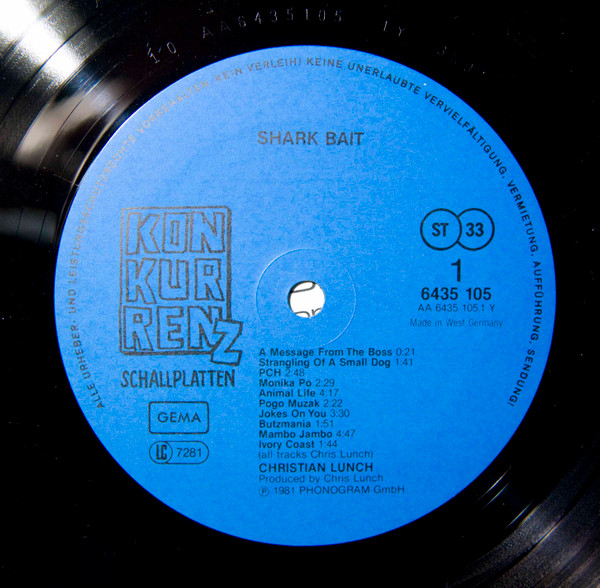 10 AA6435105 1Y
ALLE URHEBER- UND LEISTUNGSSCHUTZRECHTE VORBEHALTEN. KEIN VERLEIH! KEINE UNERLAUBTE VERVIELFÄLTIGUNG, VERMIETUNG, AUFFÜHRUNG, SENDUNG!
SHARK BAIT
KON
KUR
RENZ
SCHALLPLATTEN
GEMA
LC 7281
ST 33
1
6435 105
AA 6435 105.1 Y
Made in West Germany
A Message From The Boss 0:21
Strangling Of A Small Dog 1:41
PCH 2:48
Monika Po 2:29
Animal Life 4:17
Pogo Muzak 2:22
Jokes On You 3:30
Butzmania 1:51
Mambo Jambo 4:47
Ivory Coast 1:44
(all tracks Chris Lunch)
CHRISTIAN LUNCH
Produced by Chris Lunch
Ⓟ 1981 PHONOGRAM GmbH